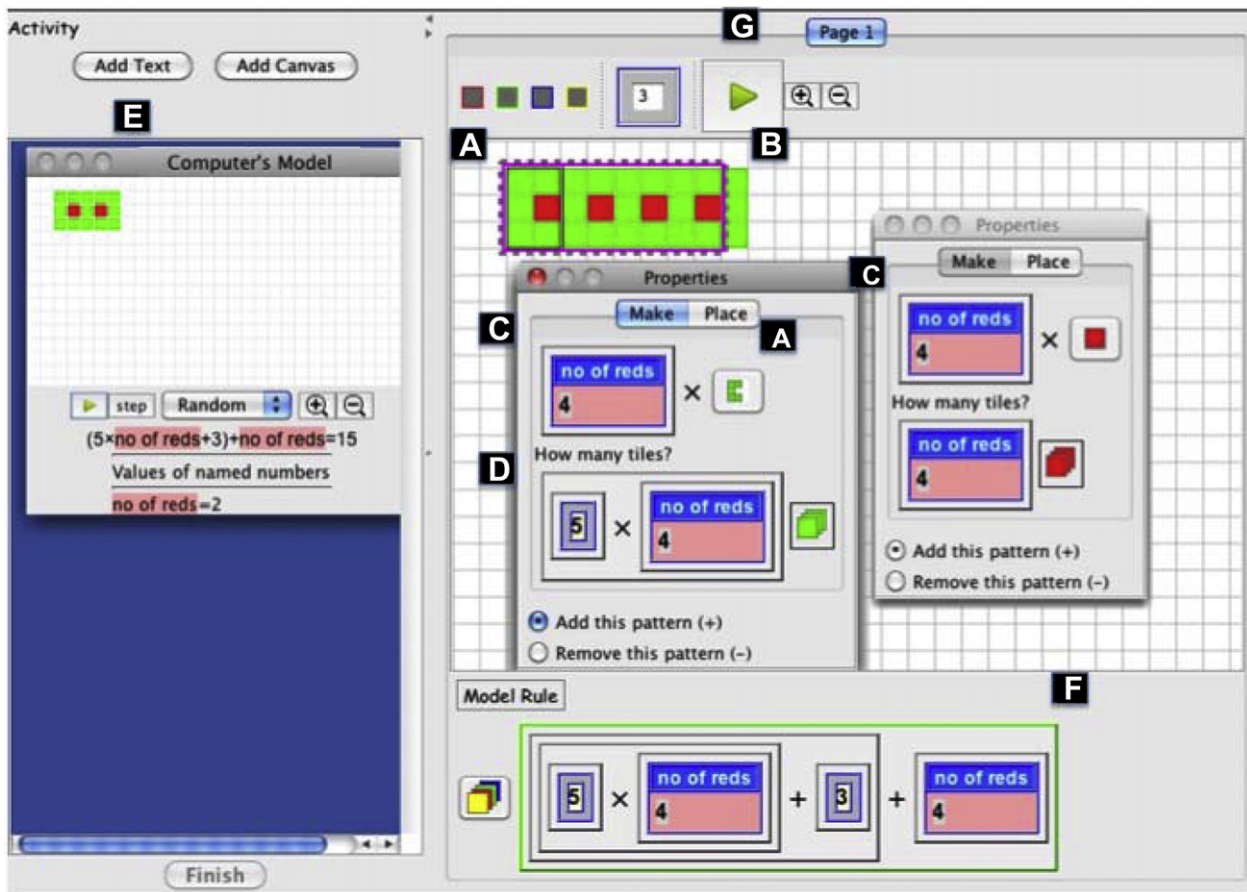 Activity
Add Text Add Canvas
E
Computer's Model
step Random
(5×no of reds+3)+no of reds=15
Values of named numbers
no of reds=2
Finish
G
Page 1
3
A
B
Properties
Make Place
C
A
no of reds
4 ×
How many tiles?
D
5 × no of reds
4
Add this pattern (+)
Remove this pattern (−)
Properties
C
Make Place
no of reds
4 ×
How many tiles?
no of reds
4
Add this pattern (+)
Remove this pattern (−)
F
Model Rule
5 × no of reds 4 + 3 + no of reds 4